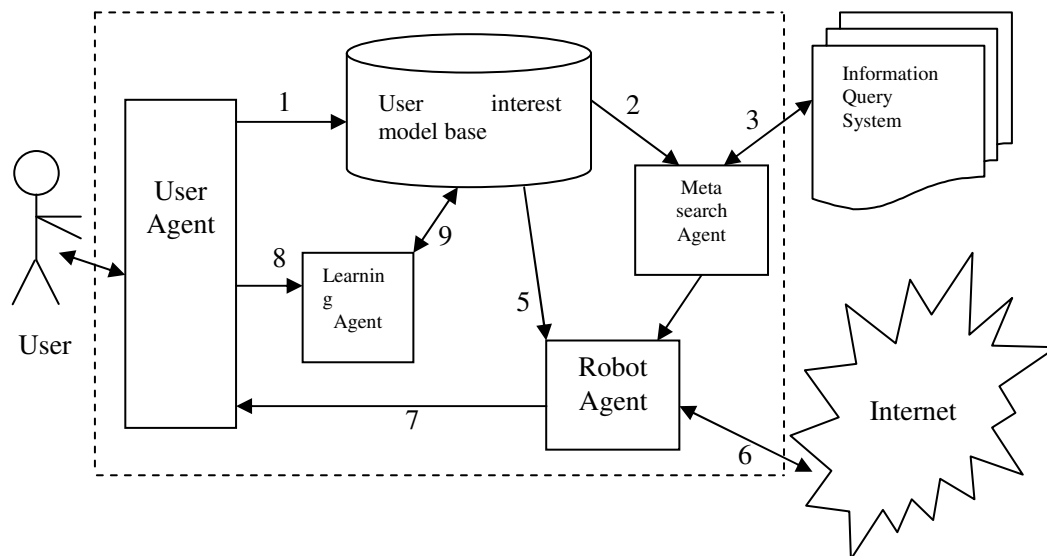 1
User interest
model base
2
3
Information
Query
System
User
Agent
Meta
search
Agent
8
9
Learnin
g
Agent
5
User
Robot
Agent
7
6
Internet